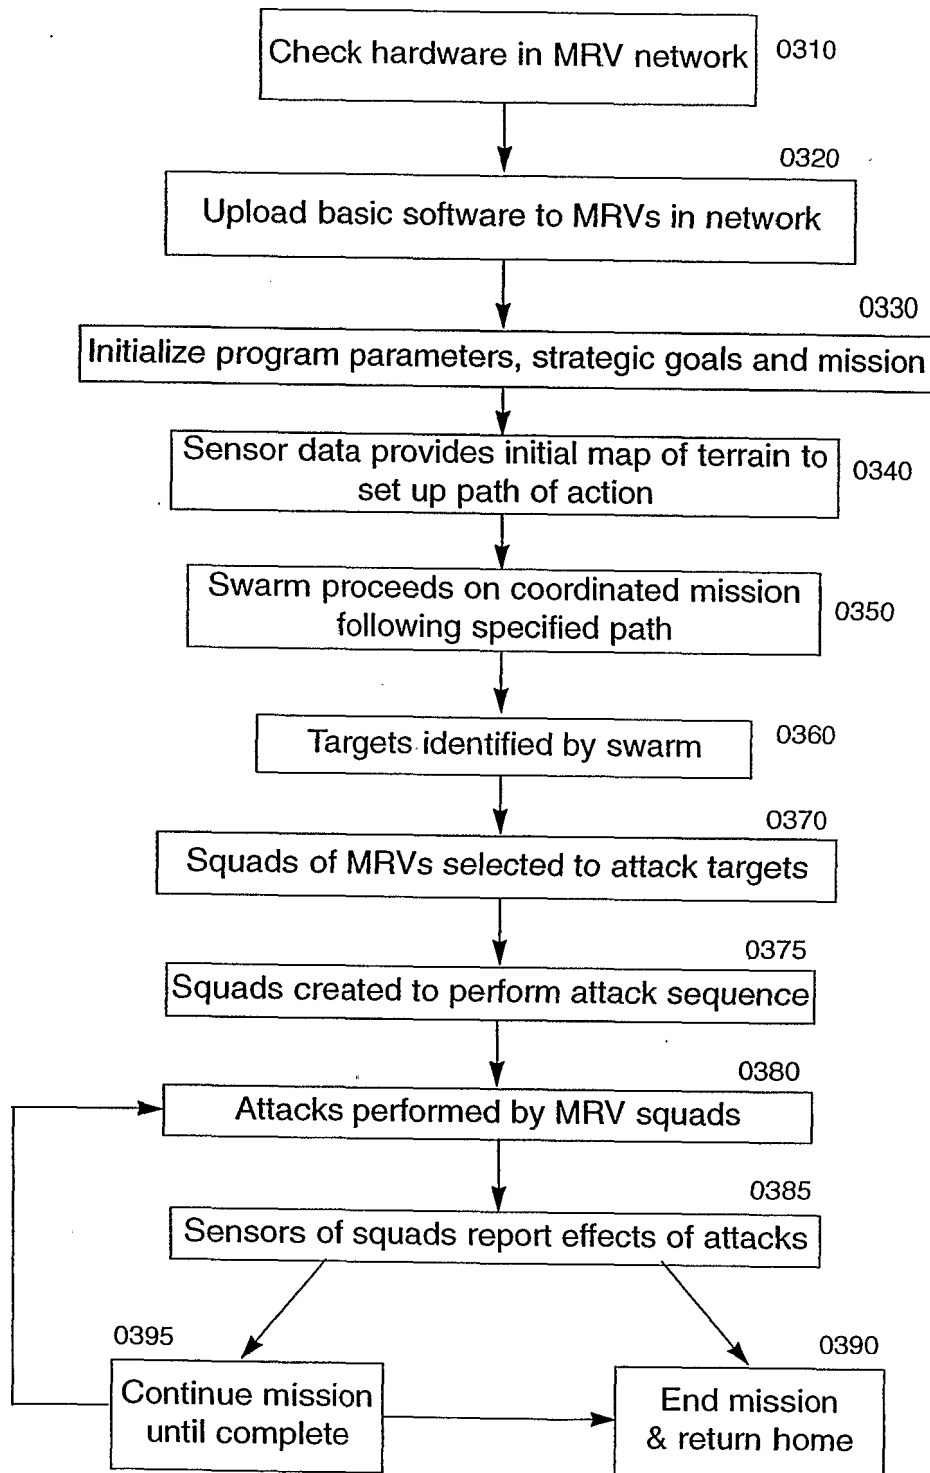 Check hardware in MRV network
0310
0320
Upload basic software to MRVs in network
0330
Initialize program parameters, strategic goals and mission
Sensor data provides initial map of terrain to
set up path of action
0340
Swarm proceeds on coordinated mission
following specified path
0350
Targets identified by swarm
0360
0370
Squads of MRVs selected to attack targets
0375
Squads created to perform attack sequence
0380
Attacks performed by MRV squads
0385
Sensors of squads report effects of attacks
0395
Continue mission
until complete
0390
End mission
& return home